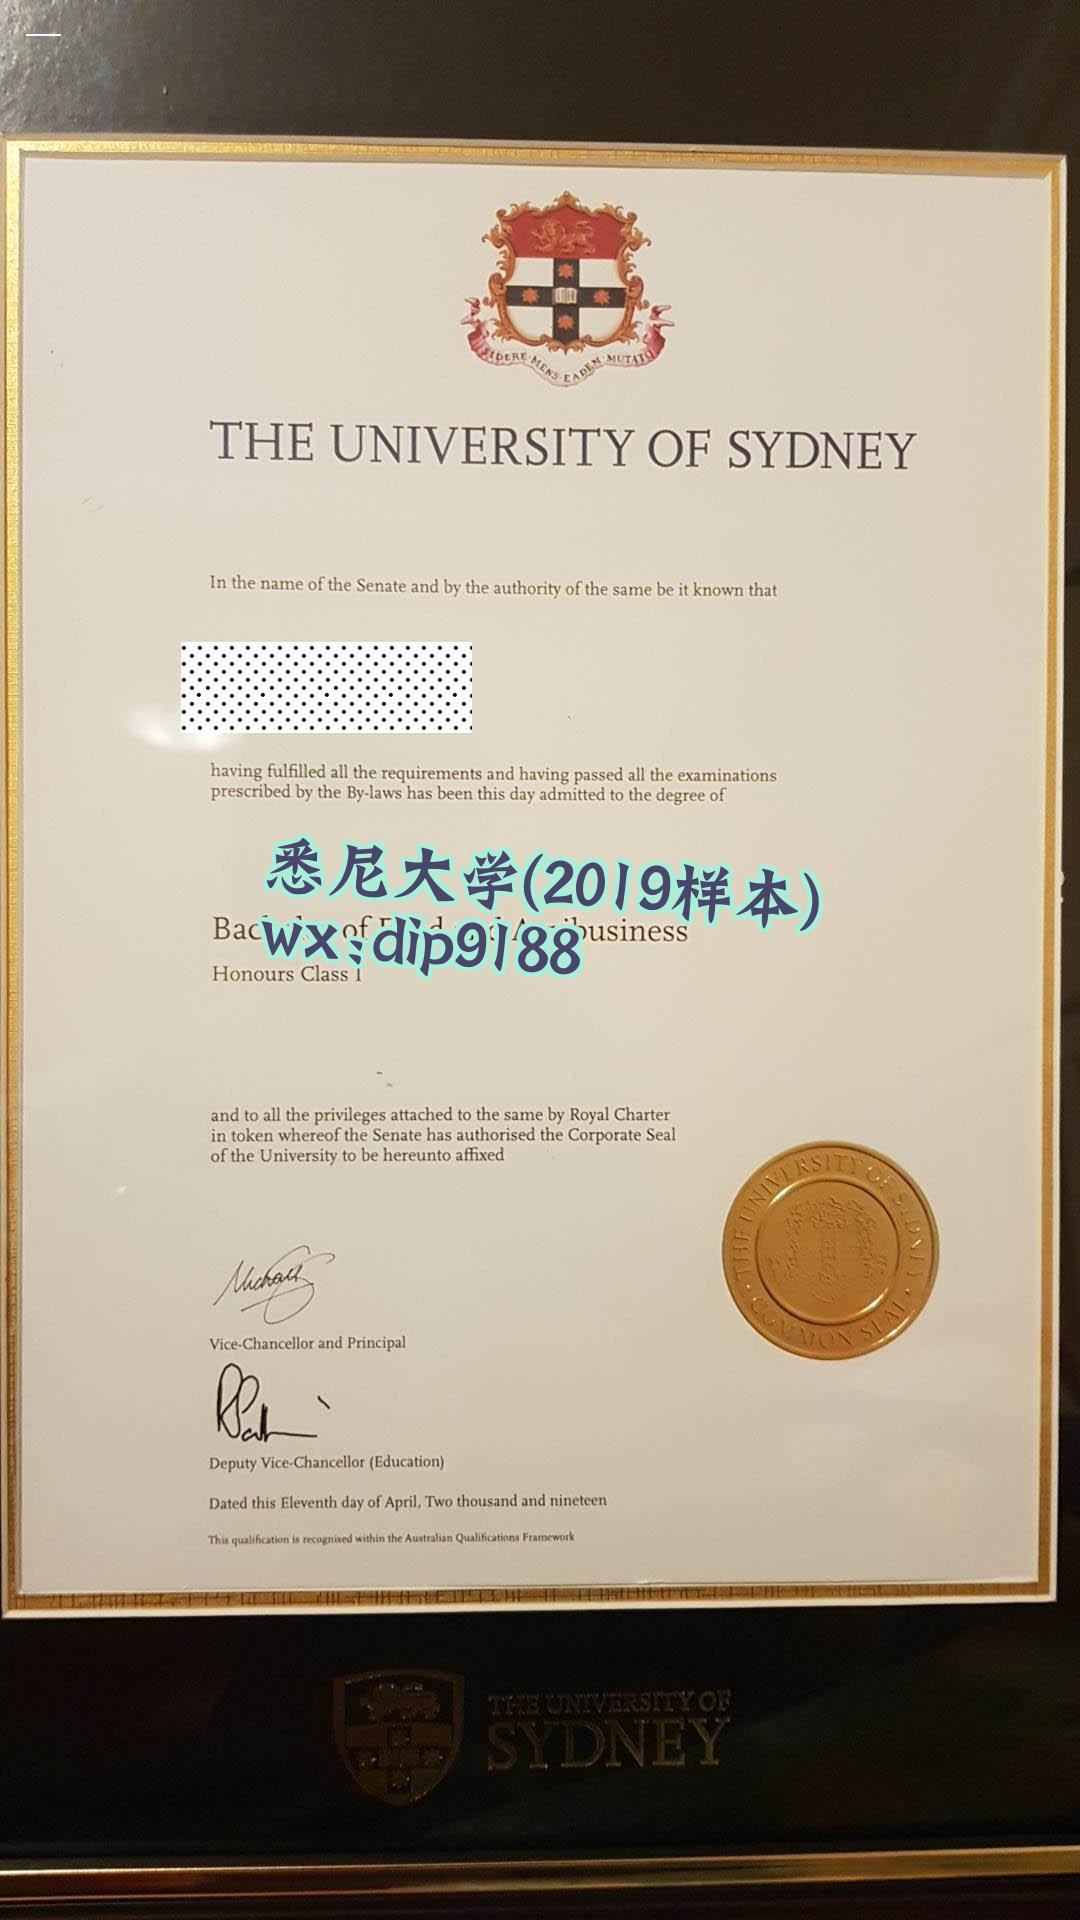 SIDERE·MENS·EADEM·MUTATO
THE UNIVERSITY OF SYDNEY
In the name of the Senate and by the authority of the same be it known that
having fulfilled all the requirements and having passed all the examinations
prescribed by the By-laws has been this day admitted to the degree of
悉尼大学(2019样本)
Bachelor of Food and Agribusiness
wx:dip9188
Honours Class I
and to all the privileges attached to the same by Royal Charter
in token whereof the Senate has authorised the Corporate Seal
of the University to be hereunto affixed
THE UNIVERSITY OF SYDNEY · COMMON SEAL ·
Vice-Chancellor and Principal
Deputy Vice-Chancellor (Education)
Dated this Eleventh day of April, Two thousand and nineteen
This qualification is recognised within the Australian Qualifications Framework
THE UNIVERSITY OF
SYDNEY